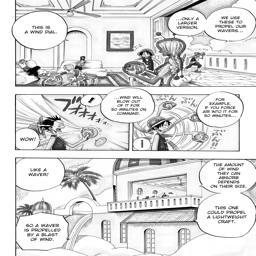 WE USE
THESE TO
PROPEL OUR
WAVERS...
ONLY A
LARGER
VERSION.
THIS IS
A WIND DIAL.
FOR
EXAMPLE,
IF YOU FORCE
AIR INTO IT
FOR 30
MINUTES...
!
...WIND WILL
BLOW OUT
OF IT FOR
30 MINUTES
ON COMMAND.
WOW!
THE AMOUNT
OF WIND
THEY CAN
ABSORB
DEPENDS
ON THEIR SIZE.
THIS ONE
COULD PROPEL
A LIGHTWEIGHT
CRAFT.
LIKE A
WAVER!
SO A WAVER
IS PROPELLED
BY A BLAST
OF WIND.